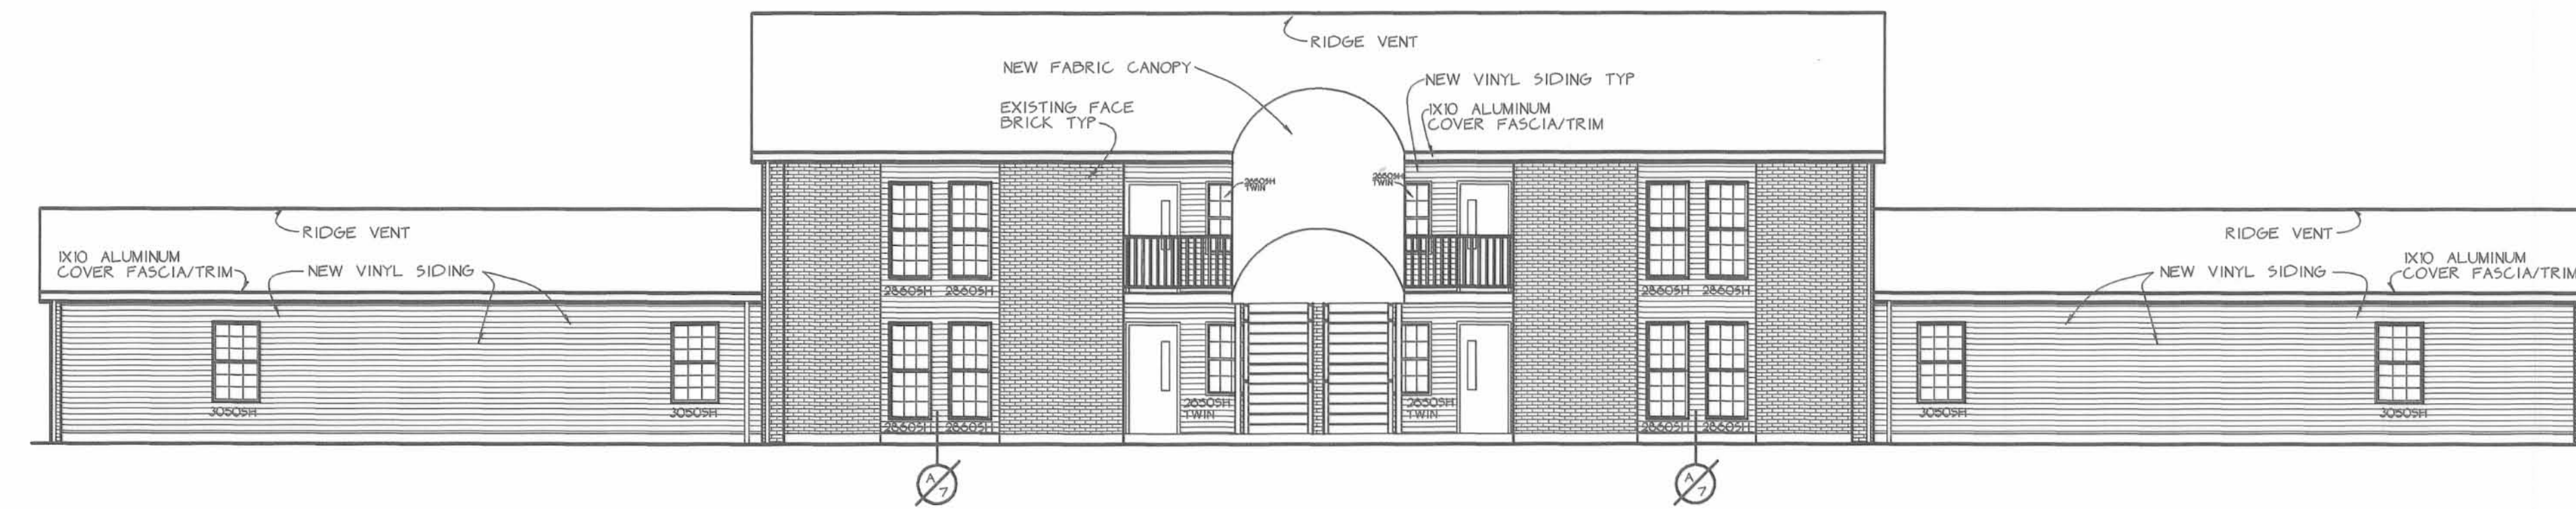 RIDGE VENT
NEW FABRIC CANOPY
NEW VINYL SIDING TYP
EXISTING FACE
BRICK TYP
1X10 ALUMINUM
COVER FASCIA/TRIM
2650SH
TWIN
2650SH
TWIN
RIDGE VENT
1X10 ALUMINUM
COVER FASCIA/TRIM
NEW VINYL SIDING
RIDGE VENT
1X10 ALUMINUM
COVER FASCIA/TRIM
NEW VINYL SIDING
2860SH 2860SH
2860SH 2860SH
3050SH
3050SH
2650SH
TWIN
2650SH
TWIN
3050SH
3050SH
2860SH 2860SH
2860SH 2860SH
A
7
A
7